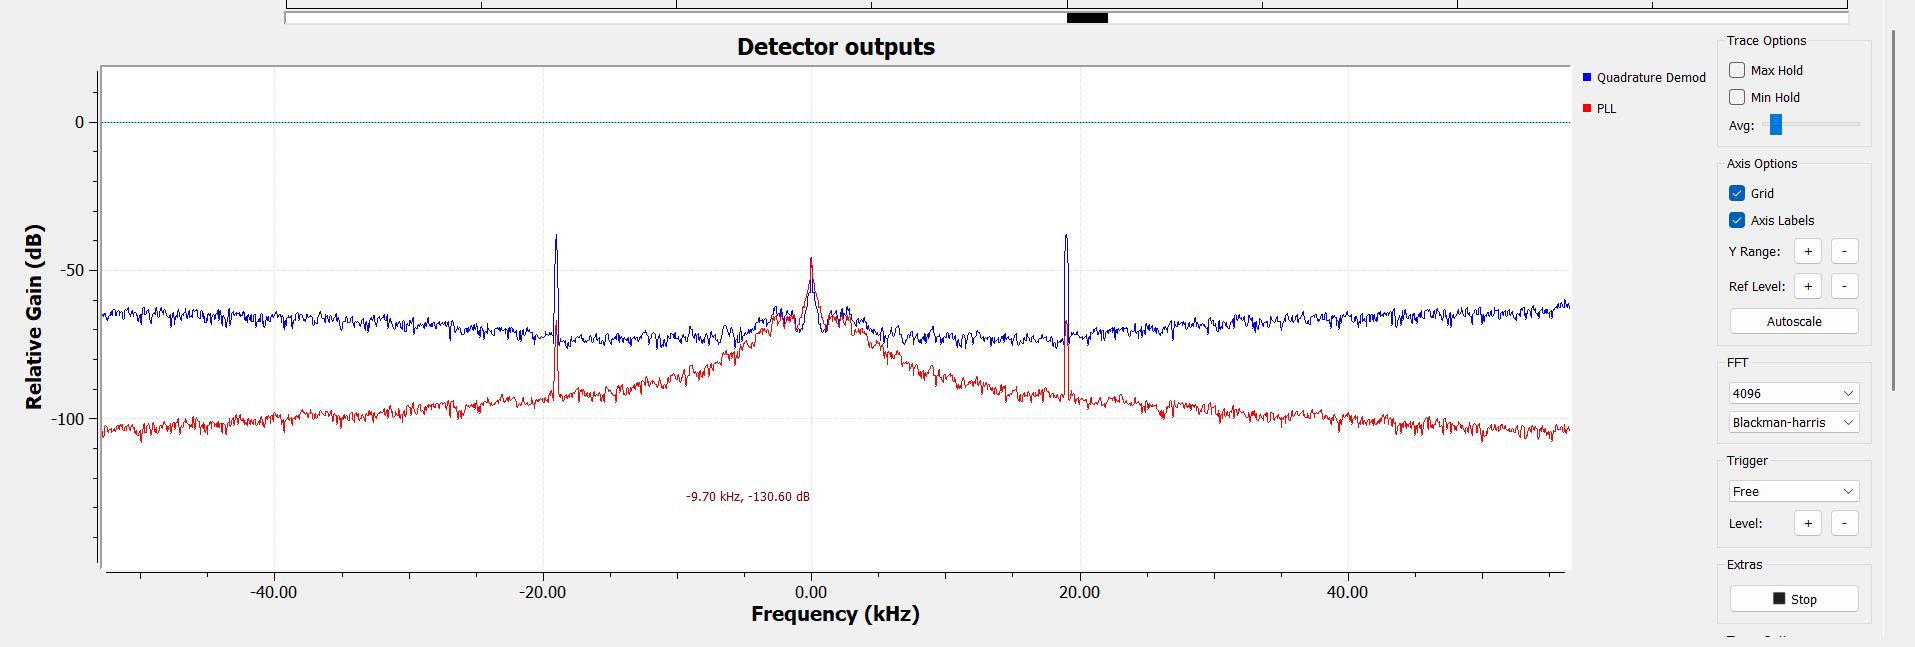 Detector outputs
Quadrature Demod
PLL
0
-50
-100
Relative Gain (dB)
-9.70 kHz, -130.60 dB
-40.00
-20.00
0.00
20.00
40.00
Frequency (kHz)
Trace Options
Max Hold
Min Hold
Avg:
Axis Options
Grid
Axis Labels
Y Range: + -
Ref Level: + -
Autoscale
FFT
4096
Blackman-harris
Trigger
Free
Level: + -
Extras
Stop